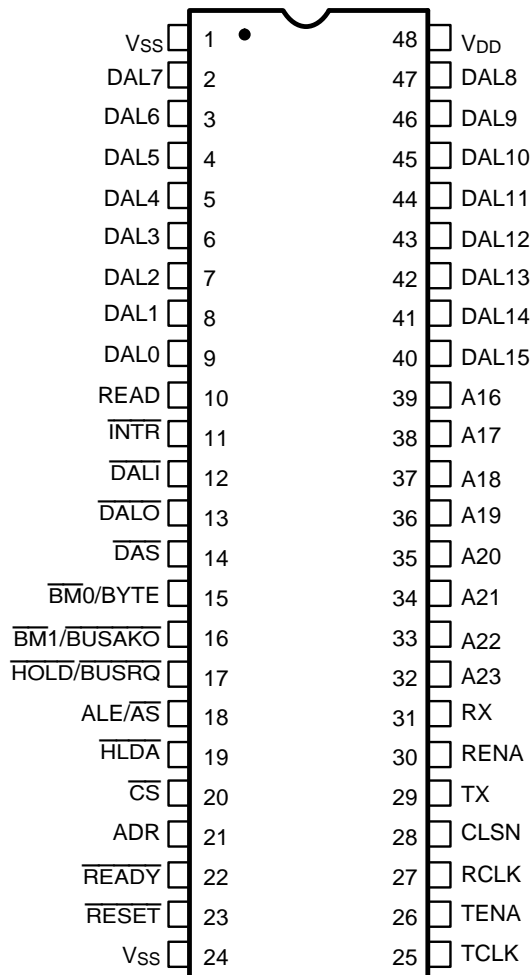 VSS 1 48 VDD
DAL7 2 47 DAL8
DAL6 3 46 DAL9
DAL5 4 45 DAL10
DAL4 5 44 DAL11
DAL3 6 43 DAL12
DAL2 7 42 DAL13
DAL1 8 41 DAL14
DAL0 9 40 DAL15
READ 10 39 A16
INTR 11 38 A17
DALI 12 37 A18
DALO 13 36 A19
DAS 14 35 A20
BM0/BYTE 15 34 A21
BM1/BUSAKO 16 33 A22
HOLD/BUSRQ 17 32 A23
ALE/AS 18 31 RX
HLDA 19 30 RENA
CS 20 29 TX
ADR 21 28 CLSN
READY 22 27 RCLK
RESET 23 26 TENA
VSS 24 25 TCLK